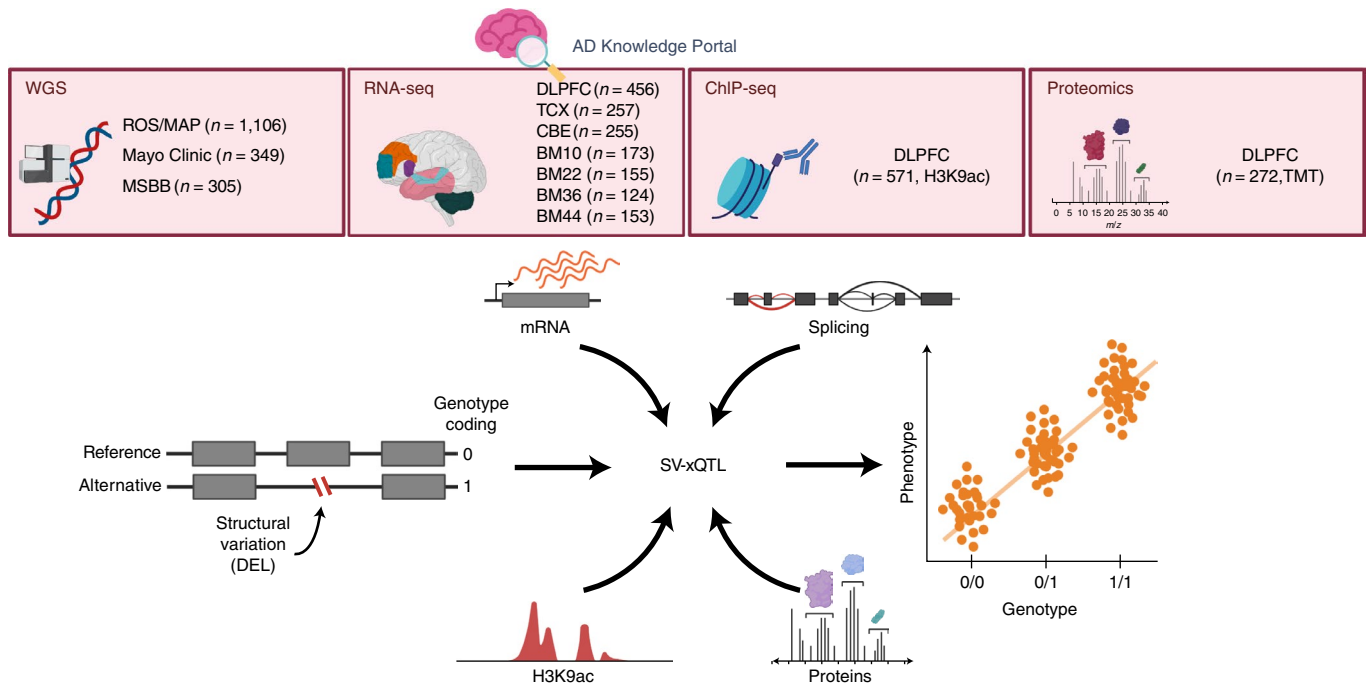 AD Knowledge Portal
WGS
ROS/MAP (n = 1,106)
Mayo Clinic (n = 349)
MSBB (n = 305)
RNA-seq
DLPFC (n = 456)
TCX (n = 257)
CBE (n = 255)
BM10 (n = 173)
BM22 (n = 155)
BM36 (n = 124)
BM44 (n = 153)
ChIP-seq
DLPFC
(n = 571, H3K9ac)
Proteomics
0 5 10 15 20 25 30 35 40
m/z
DLPFC
(n = 272,TMT)
mRNA
Splicing
Genotype
coding
Reference
0
Alternative
1
Structural
variation
(DEL)
SV-xQTL
H3K9ac
Proteins
Phenotype
0/0 0/1 1/1
Genotype